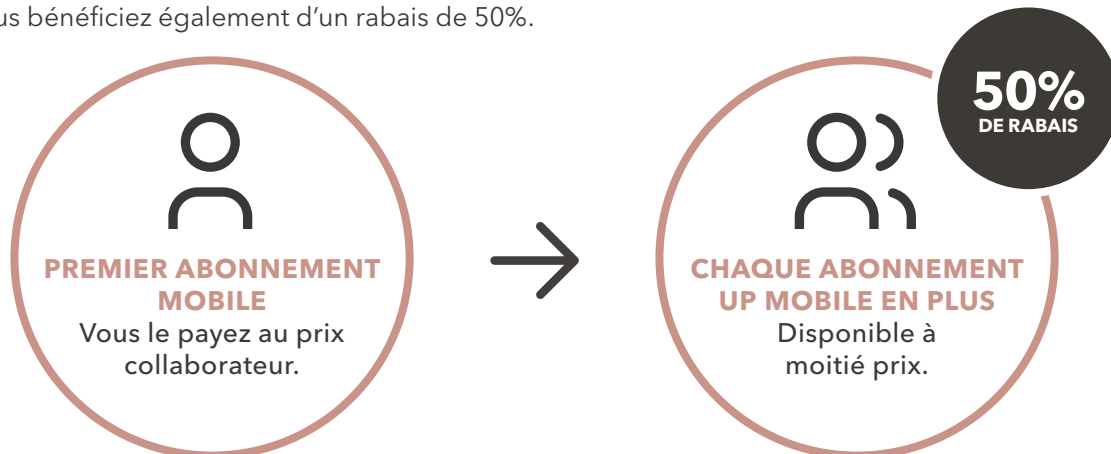 bénéficiez également d’un rabais de 50%.
50%
DE RABAIS
PREMIER ABONNEMENT
MOBILE
Vous le payez au prix
collaborateur.
CHAQUE ABONNEMENT
UP MOBILE EN PLUS
Disponible à
moitié prix.